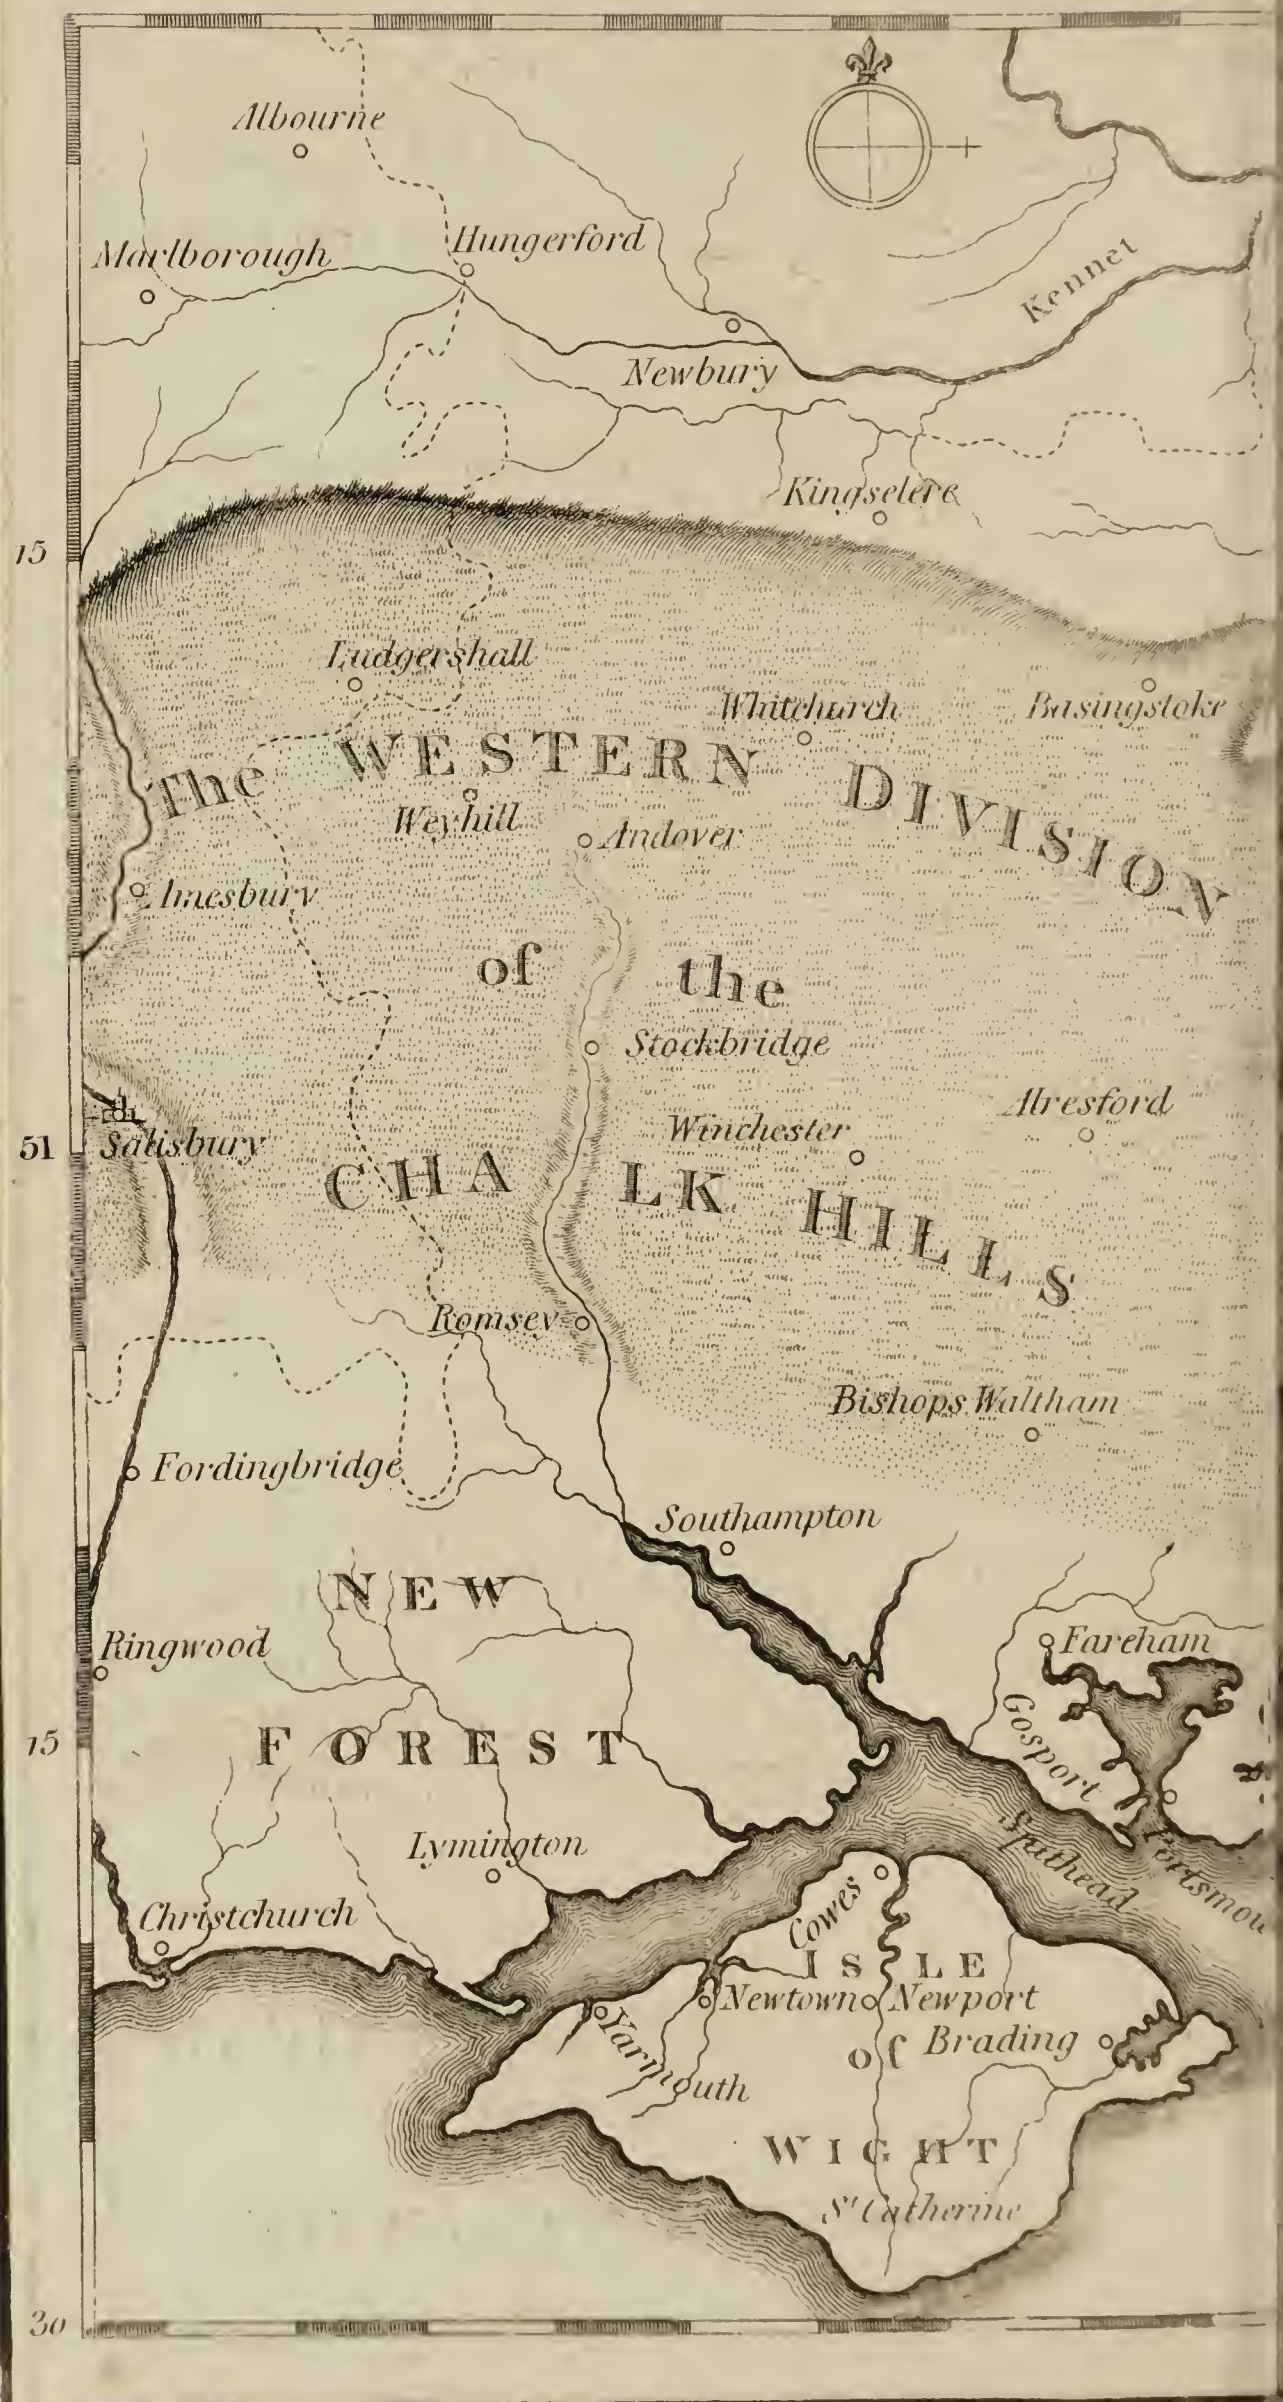 Albourne
Marlborough
Hungerford
Kennet
Newbury
Kingsclere
15
Ludgershall
Whitchurch
Basingstoke
The WESTERN DIVISION
Weyhill
Andover
Amesbury
of the
Stockbridge
Alresford
Winchester
51
Salisbury
CHALK HILLS
Romsey
Bishops Waltham
Fordingbridge
Southampton
NEW
Ringwood
Fareham
15
FOREST
Gosport
Lymington
Spithead
Portsmou
Cowes
Christchurch
ISLE
Newtown
Newport
Yarmouth
of
Brading
WIGHT
St Catherine
30